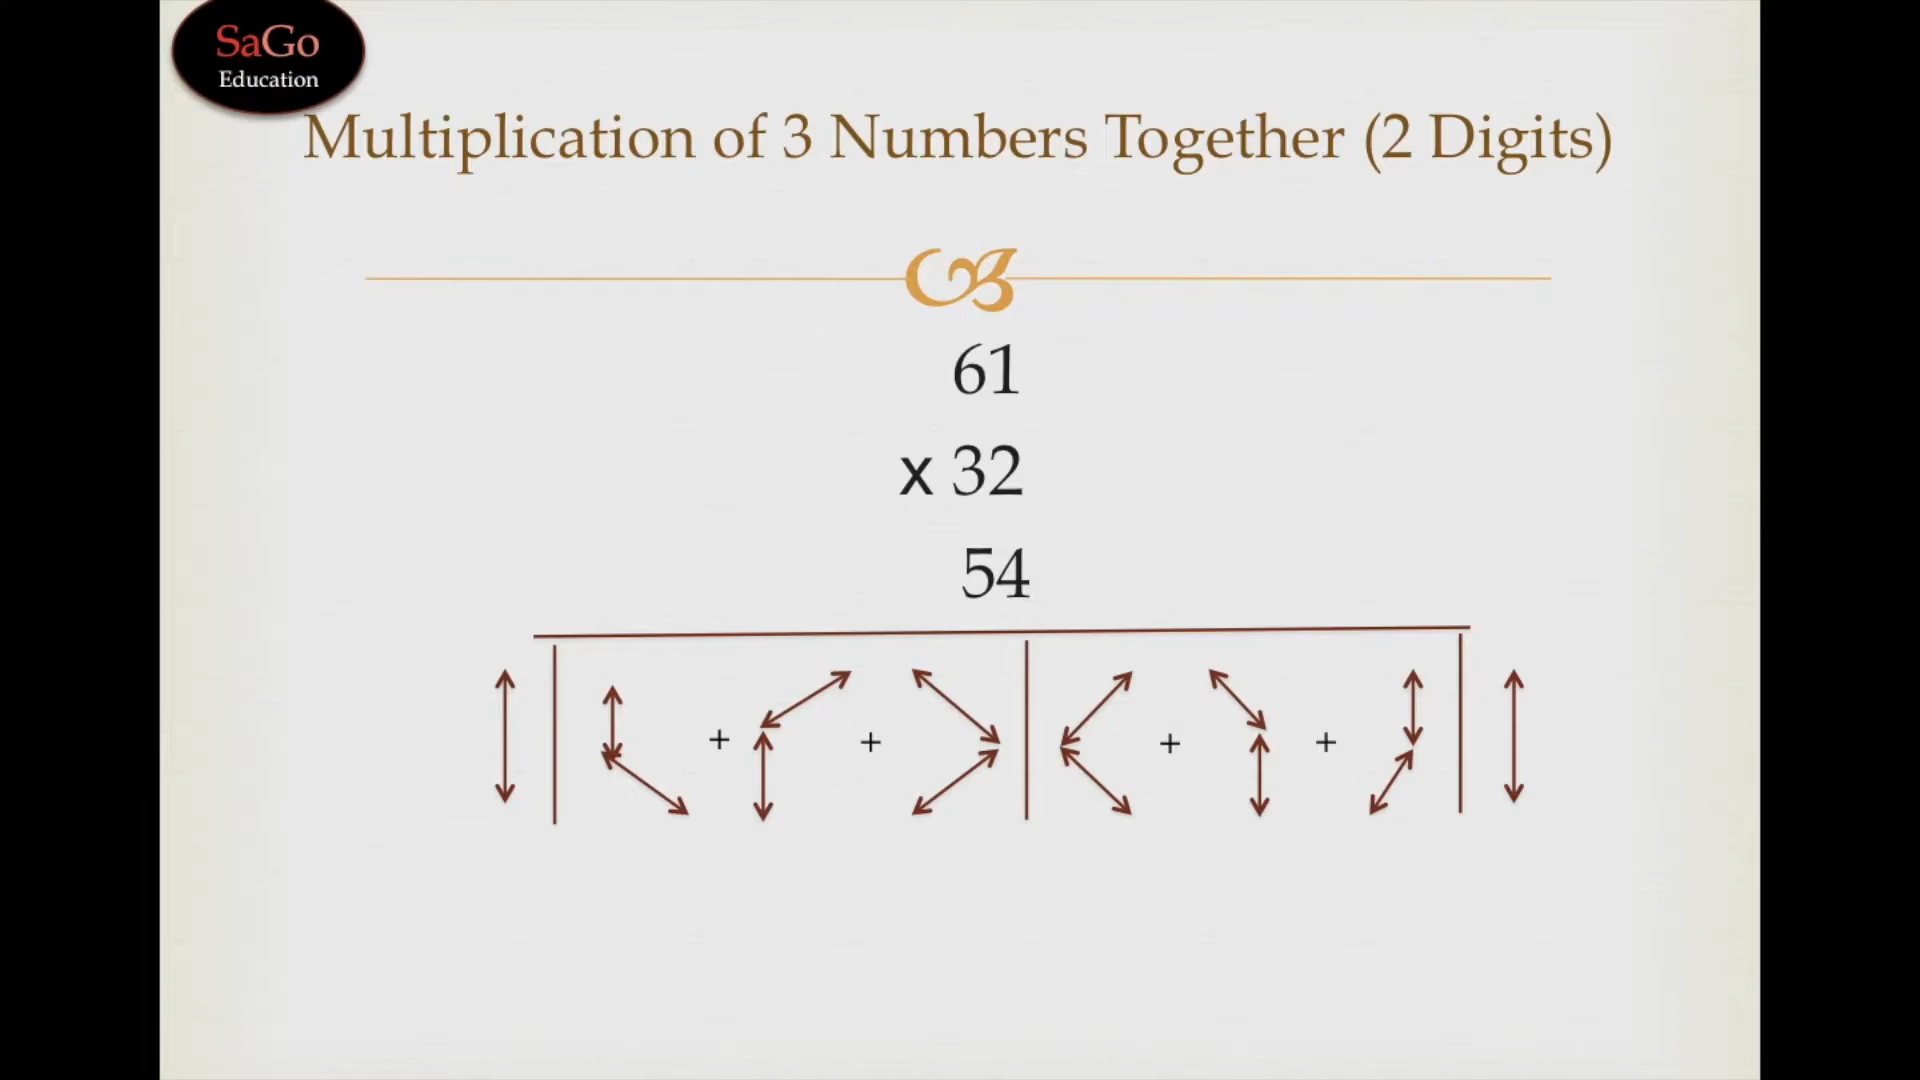 SaGo
Education
Multiplication of 3 Numbers Together (2 Digits)
61
x 32
54
+ + + +